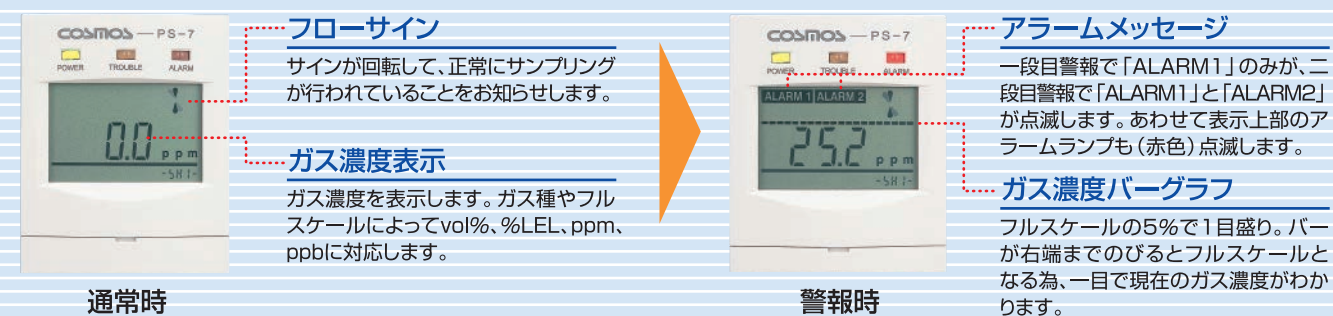 COSMOS — PS-7
POWER TROUBLE ALARM
0.0 ppm
フローサイン
サインが回転して、正常にサンプリング
が行われていることをお知らせします。
ガス濃度表示
ガス濃度を表示します。ガス種やフル
スケールによってvol%、%LEL、ppm、
ppbに対応します。
通常時
COSMOS — PS-7
POWER TROUBLE ALARM
ALARM 1 ALARM 2
25.2 ppm
アラームメッセージ
一段目警報で「ALARM1」のみが、二
段目警報で「ALARM1」と「ALARM2」
が点滅します。あわせて表示上部のア
ラームランプも(赤色)点滅します。
ガス濃度バーグラフ
フルスケールの5%で1目盛り。バー
が右端までのびるとフルスケールと
なる為、一目で現在のガス濃度がわか
ります。
警報時